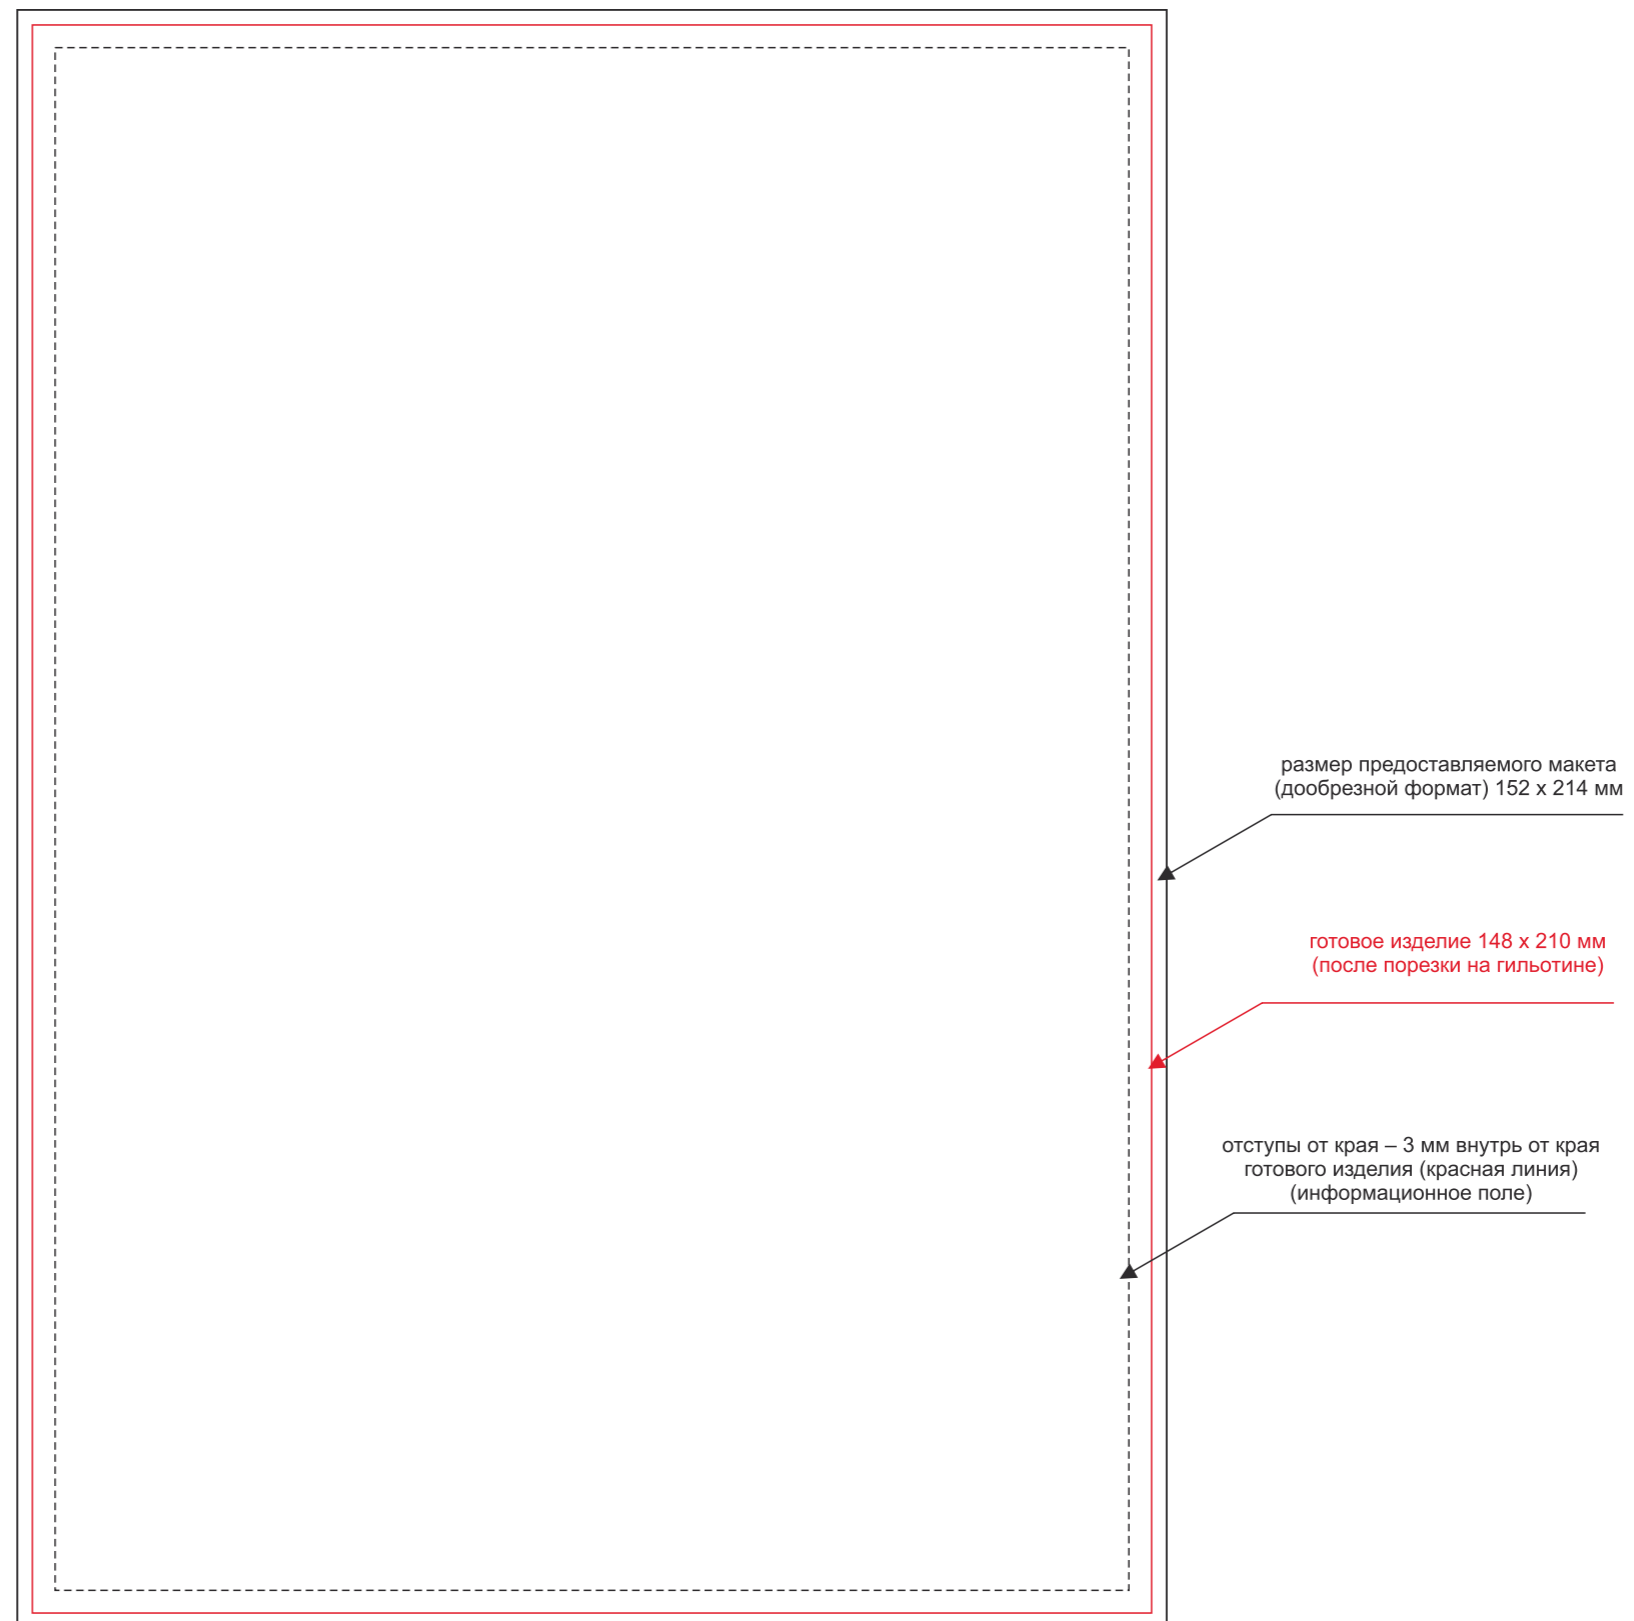 размер предоставляемого макета
(дообрезной формат) 152 х 214 мм
готовое изделие 148 х 210 мм
(после порезки на гильотине)
отступы от края – 3 мм внутрь от края
готового изделия (красная линия)
(информационное поле)